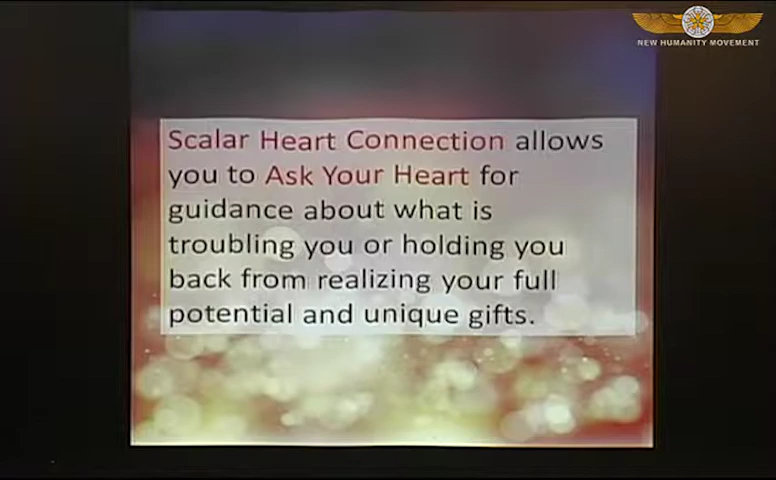 NEW HUMANITY MOVEMENT
Scalar Heart Connection allows
you to Ask Your Heart for
guidance about what is
troubling you or holding you
back from realizing your full
potential and unique gifts.